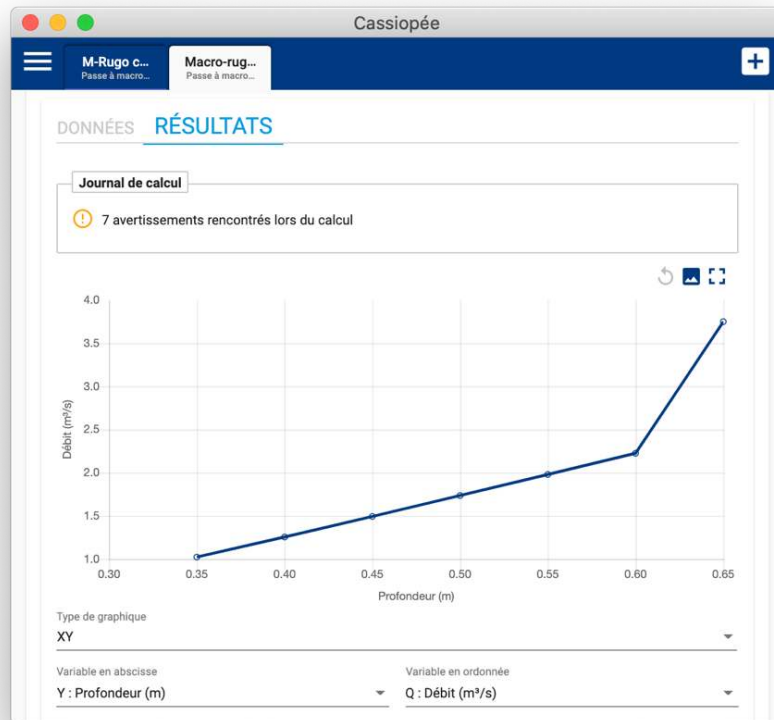 Cassiopée
M-Rugo c...
Passe à macro...
Macro-rug...
Passe à macro...
DONNÉES
RÉSULTATS
Journal de calcul
7 avertissements rencontrés lors du calcul
4.0
3.5
3.0
2.5
2.0
1.5
1.0
Débit (m³/s)
0.30 0.35 0.40 0.45 0.50 0.55 0.60 0.65
Profondeur (m)
Type de graphique
XY
Variable en abscisse
Y : Profondeur (m)
Variable en ordonnée
Q : Débit (m³/s)